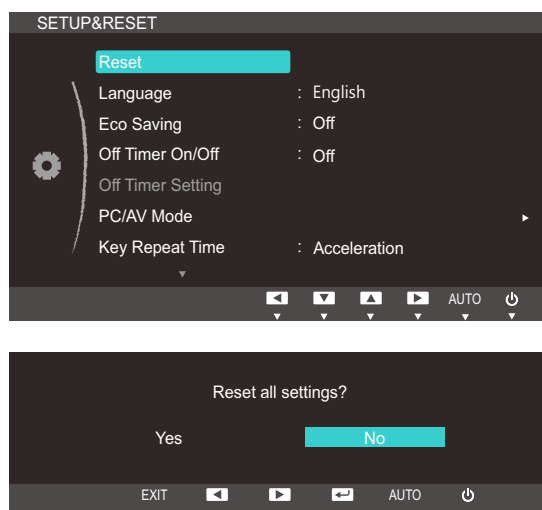 SETUP&RESET
Reset
Language : English
Eco Saving : Off
Off Timer On/Off : Off
Off Timer Setting
PC/AV Mode
Key Repeat Time : Acceleration
AUTO
Reset all settings?
Yes No
EXIT AUTO